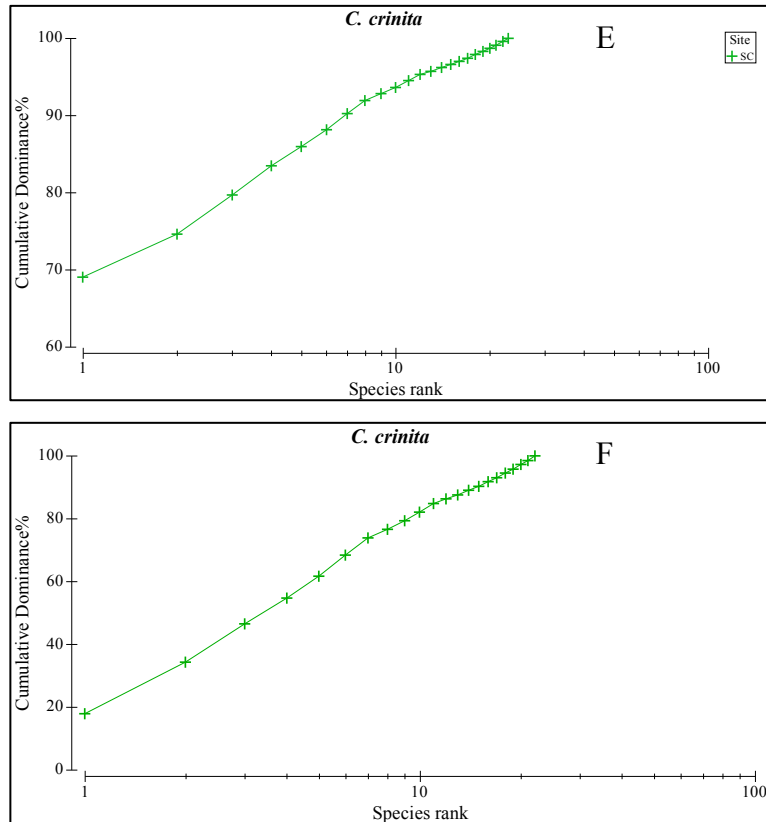 C. crinita
E
Site
SC
100
90
80
70
60
Cumulative Dominance%
1
10
100
Species rank
C. crinita
F
100
80
60
40
20
0
Cumulative Dominance%
1
10
100
Species rank